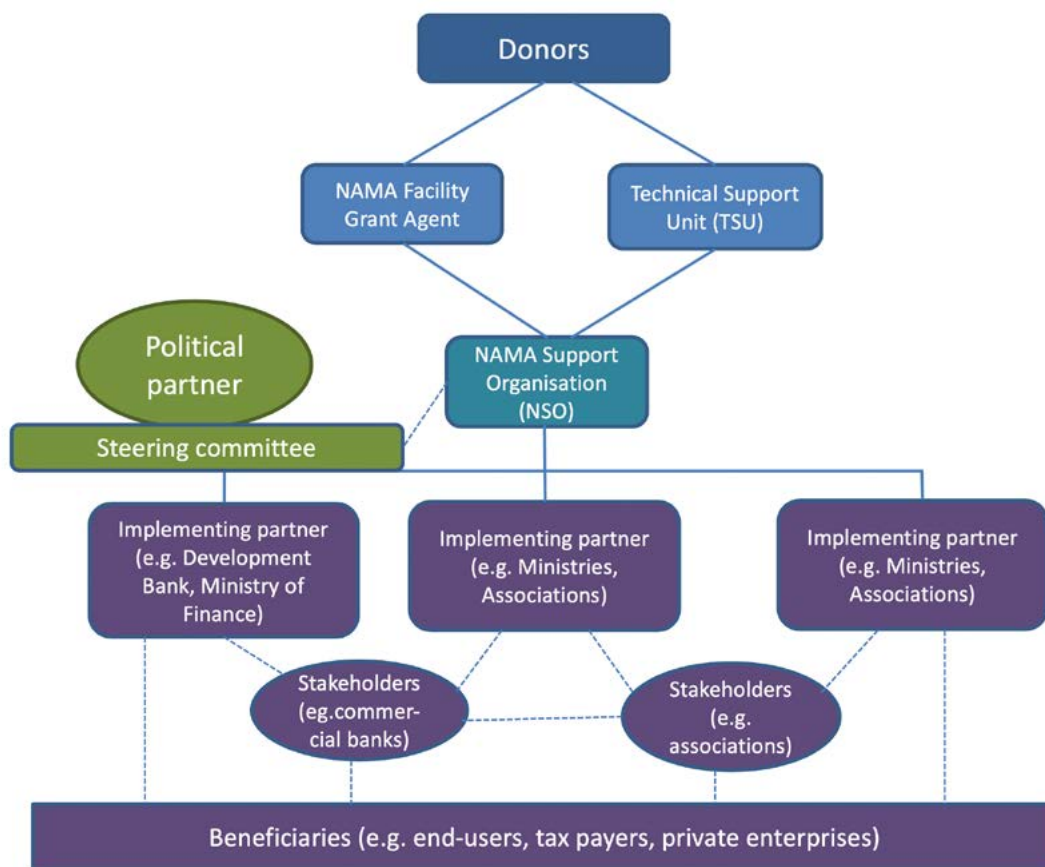 Donors
NAMA Facility
Grant Agent
Technical Support
Unit (TSU)
Political
partner
NAMA Support
Organisation
(NSO)
Steering committee
Implementing partner
(e.g. Development
Bank, Ministry of
Finance)
Implementing partner
(e.g. Ministries,
Associations)
Implementing partner
(e.g. Ministries,
Associations)
Stakeholders
(eg.commer-
cial banks)
Stakeholders
(e.g.
associations)
Beneficiaries (e.g. end-users, tax payers, private enterprises)